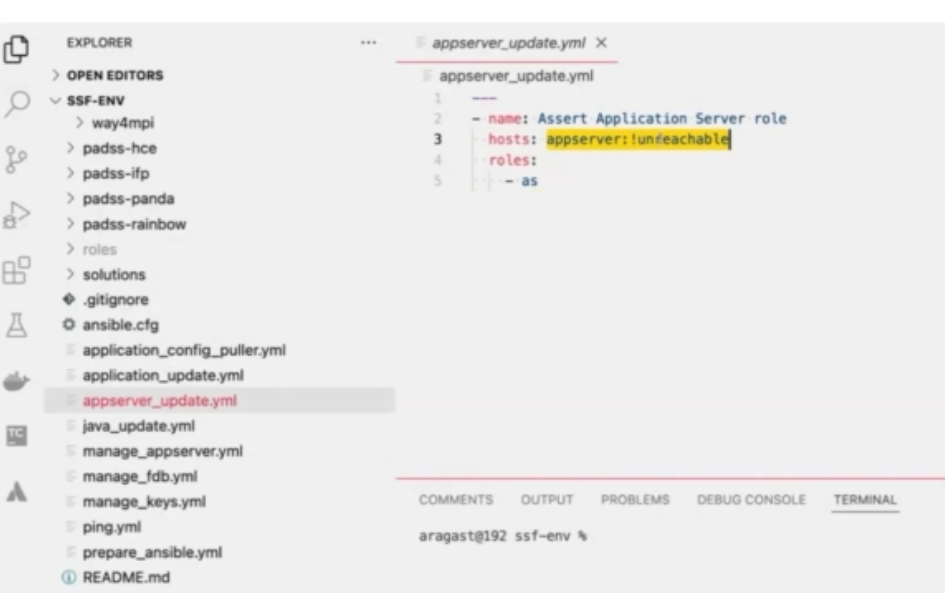 EXPLORER
OPEN EDITORS
SSF-ENV
way4mpi
padss-hce
padss-ifp
padss-panda
padss-rainbow
roles
solutions
.gitignore
ansible.cfg
application_config_puller.yml
application_update.yml
appserver_update.yml
java_update.yml
manage_appserver.yml
manage_fdb.yml
manage_keys.yml
ping.yml
prepare_ansible.yml
README.md
TC
appserver_update.yml
appserver_update.yml
1 ---
2 - name: Assert Application Server role
3 hosts: appserver:!unreachable
4 roles:
5 - as
COMMENTS OUTPUT PROBLEMS DEBUG CONSOLE TERMINAL
aragast@192 ssf-env %